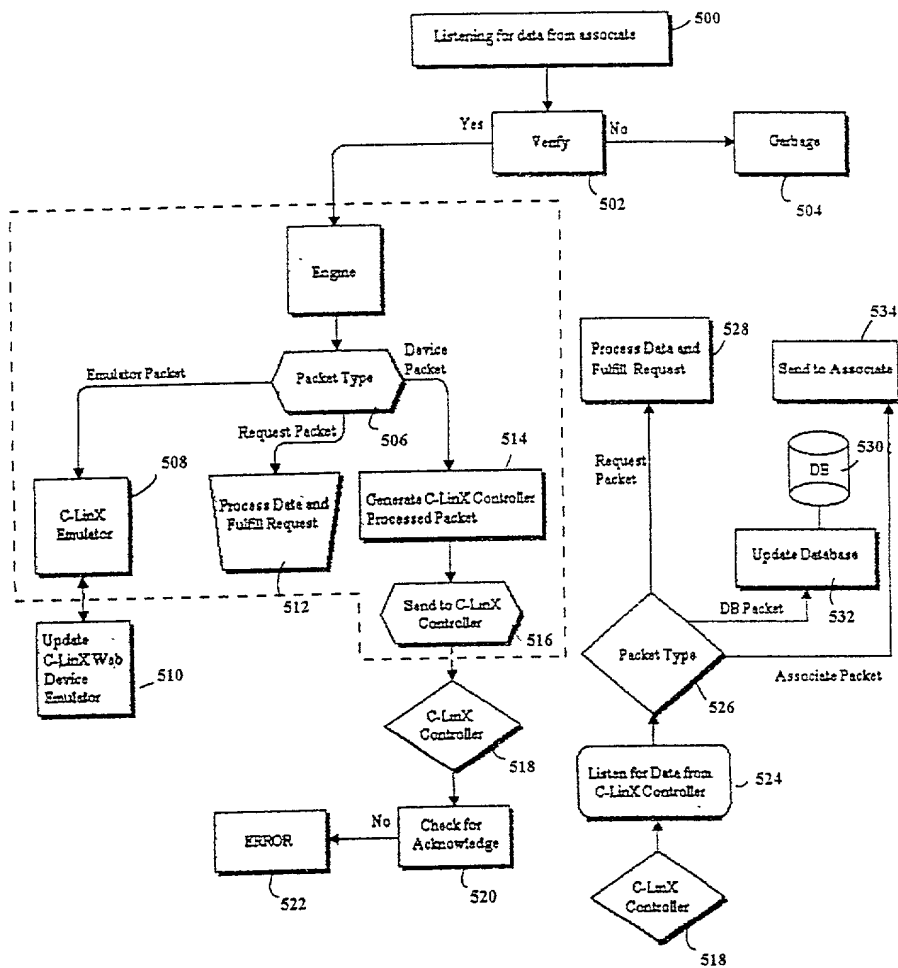 500
Listening for data from associate
Yes
Verify
No
Garbage
502
504
Engine
Device
Packet
Emulator Packet
Packet Type
506
Request Packet
508
C-LinX
Emulator
Process Data and
Fulfill Request
512
514
Generate C-LinX Controller
Processed Packet
Send to C-LinX
Controller
516
Update
C-LinX Web
Device
Emulator
510
C-LinX
Controller
518
No
Check for
Acknowledge
520
ERROR
522
528
Process Data and
Fulfill Request
534
Send to Associate
530
DB
Request
Packet
Update Database
532
DB Packet
Packet Type
526
Associate Packet
Listen for Data from
C-LinX Controller
524
C-LinX
Controller
518